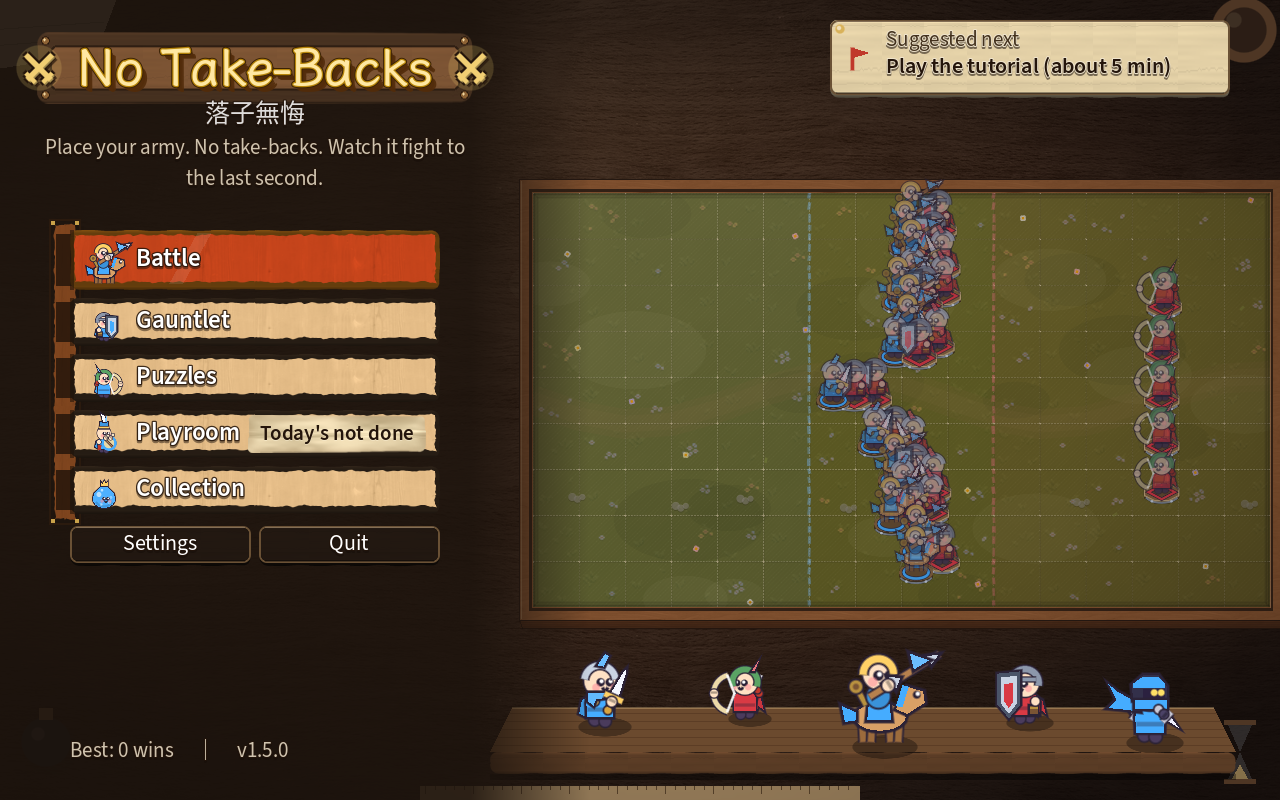 No Take-Backs
落子無悔
Place your army. No take-backs. Watch it fight to
the last second.
Suggested next
Play the tutorial (about 5 min)
Battle
Gauntlet
Puzzles
Playroom
Today's not done
Collection
Settings
Quit
Best: 0 wins
v1.5.0